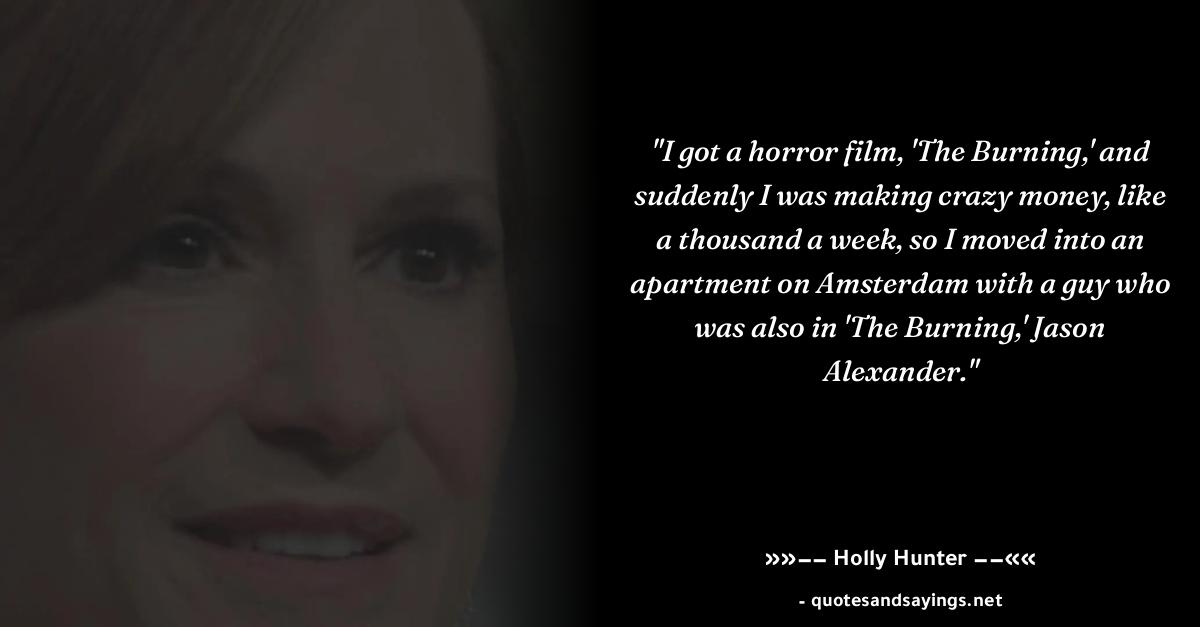 "I got a horror film, 'The Burning,' and
suddenly I was making crazy money, like
a thousand a week, so I moved into an
apartment on Amsterdam with a guy who
was also in 'The Burning,' Jason
Alexander."
»»−− Holly Hunter −−««
- quotesandsayings.net